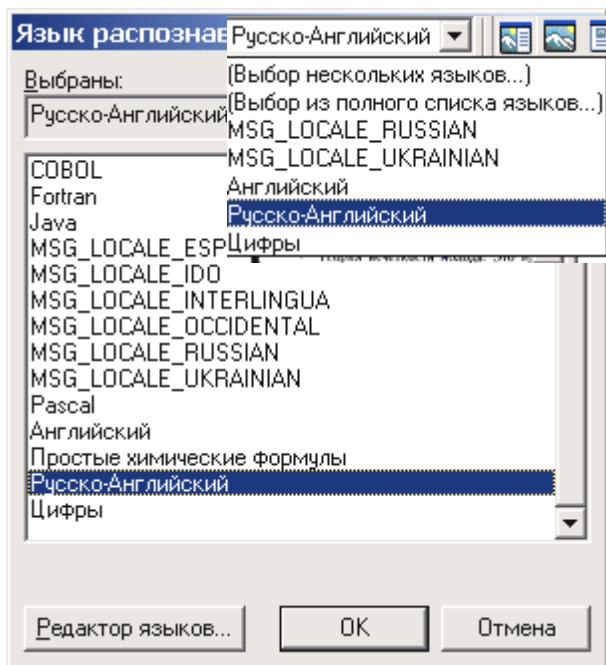 Язык распознав
Русско-Английский
Выбраны:
Русско-Английский
(Выбор нескольких языков...)
(Выбор из полного списка языков...)
MSG_LOCALE_RUSSIAN
MSG_LOCALE_UKRAINIAN
Английский
Русско-Английский
Цифры
COBOL
Fortran
Java
MSG_LOCALE_ESP
MSG_LOCALE_IDO
MSG_LOCALE_INTERLINGUA
MSG_LOCALE_OCCIDENTAL
MSG_LOCALE_RUSSIAN
MSG_LOCALE_UKRAINIAN
Pascal
Английский
Простые химические формулы
Русско-Английский
Цифры
Редактор языков...
OK
Отмена